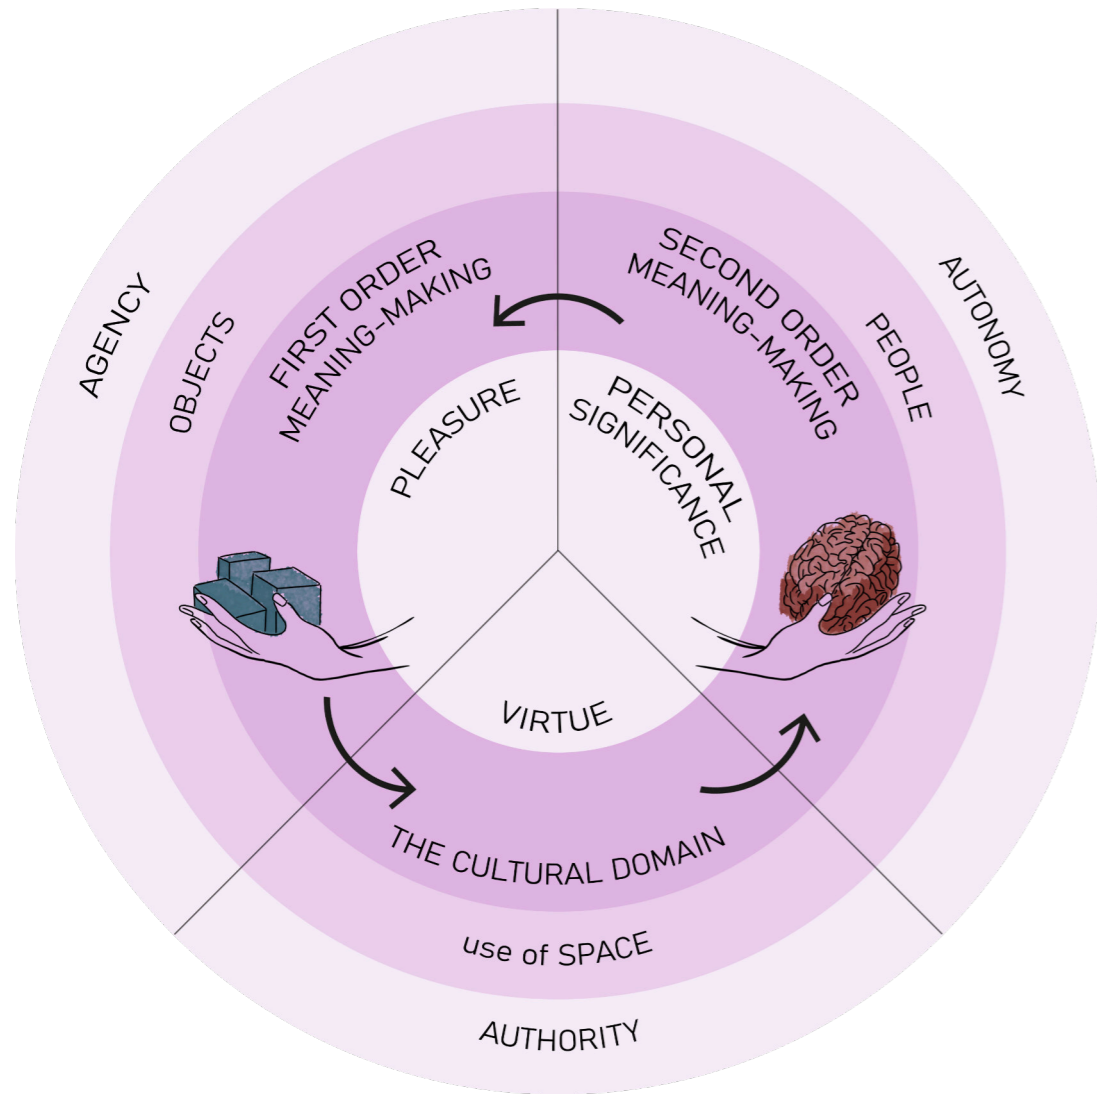 AGENCY
OBJECTS
FIRST ORDER
MEANING-MAKING
PLEASURE
PERSONAL
SIGNIFICANCE
SECOND ORDER
MEANING-MAKING
PEOPLE
AUTONOMY
VIRTUE
THE CULTURAL DOMAIN
use of SPACE
AUTHORITY